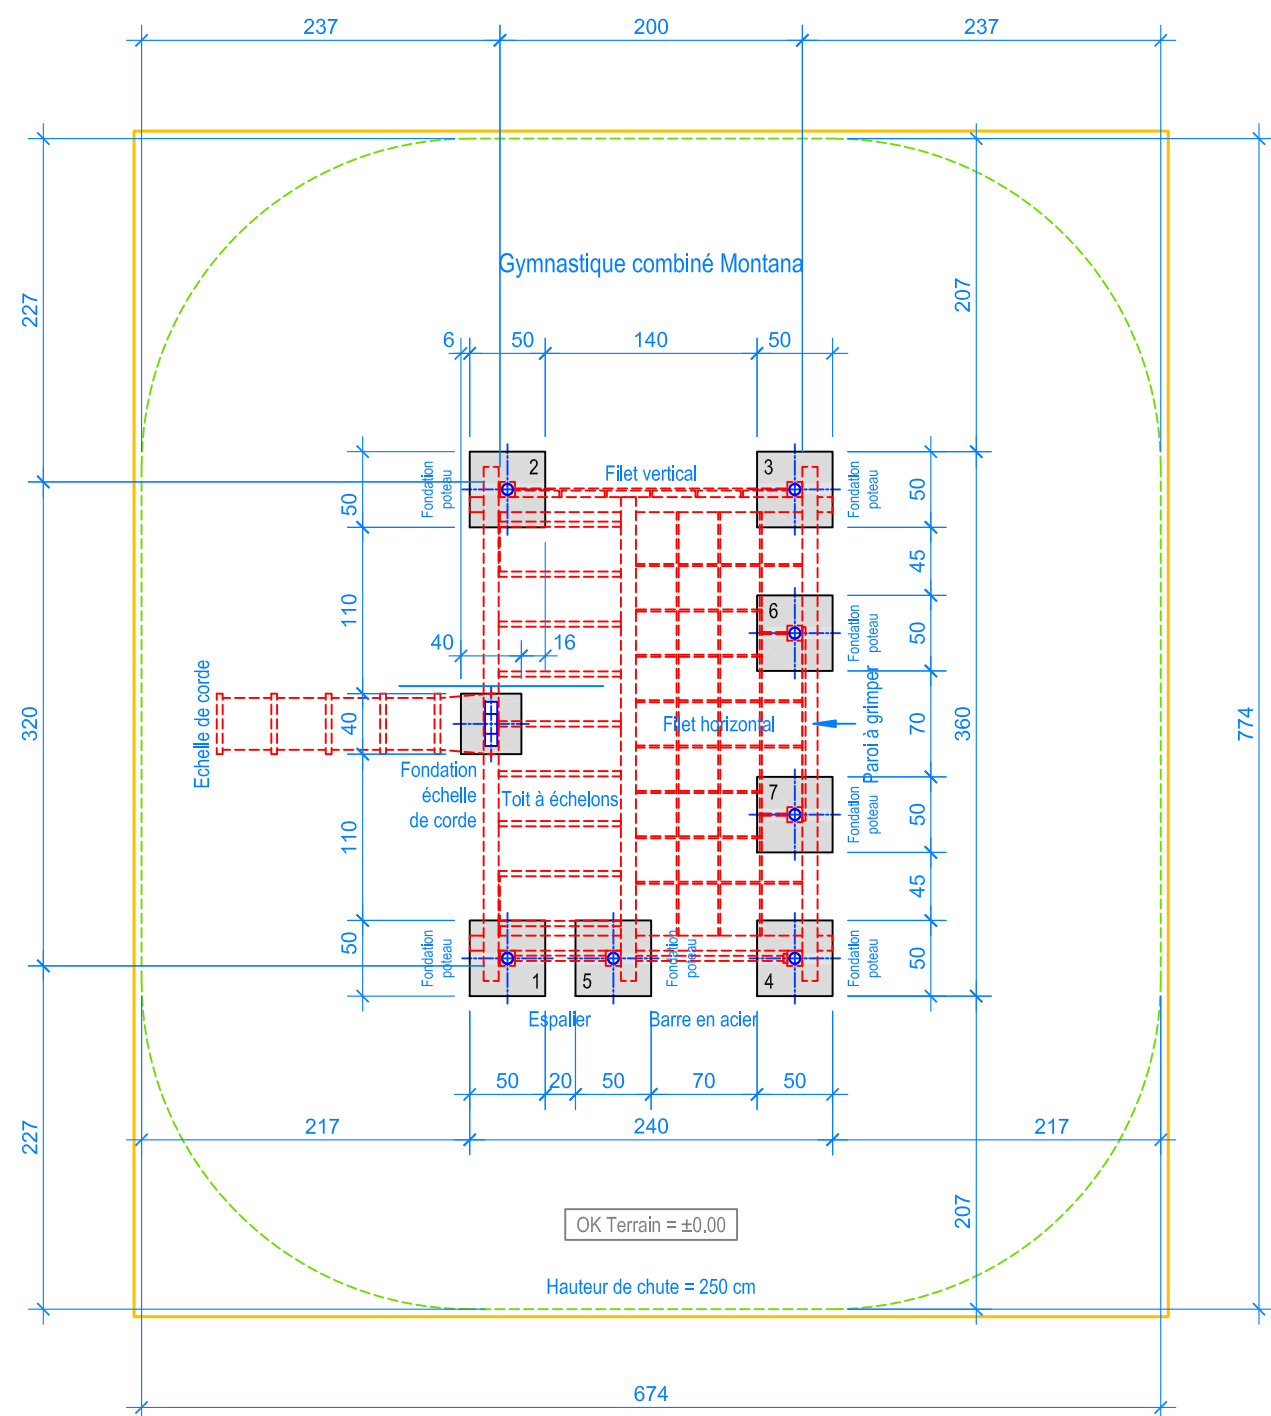 237
200
237
Gymnastique combiné Montana
227
207
6
50
140
50
2
3
Filet vertical
Fondation
poteau
Fondation
poteau
50
50
45
110
6
Fondation
poteau
50
40
16
Echelle de corde
Paroi à grimper
320
40
Filet horizontal
70
360
774
Fondation
échelle
de corde
Toit à échelons
7
Fondation
poteau
50
110
45
Fondation
poteau
Fondation
poteau
Fondation
poteau
50
50
1
5
4
Espalier
Barre en acier
50
20
50
70
50
217
240
217
227
207
OK Terrain = ±0.00
Hauteur de chute = 250 cm
674